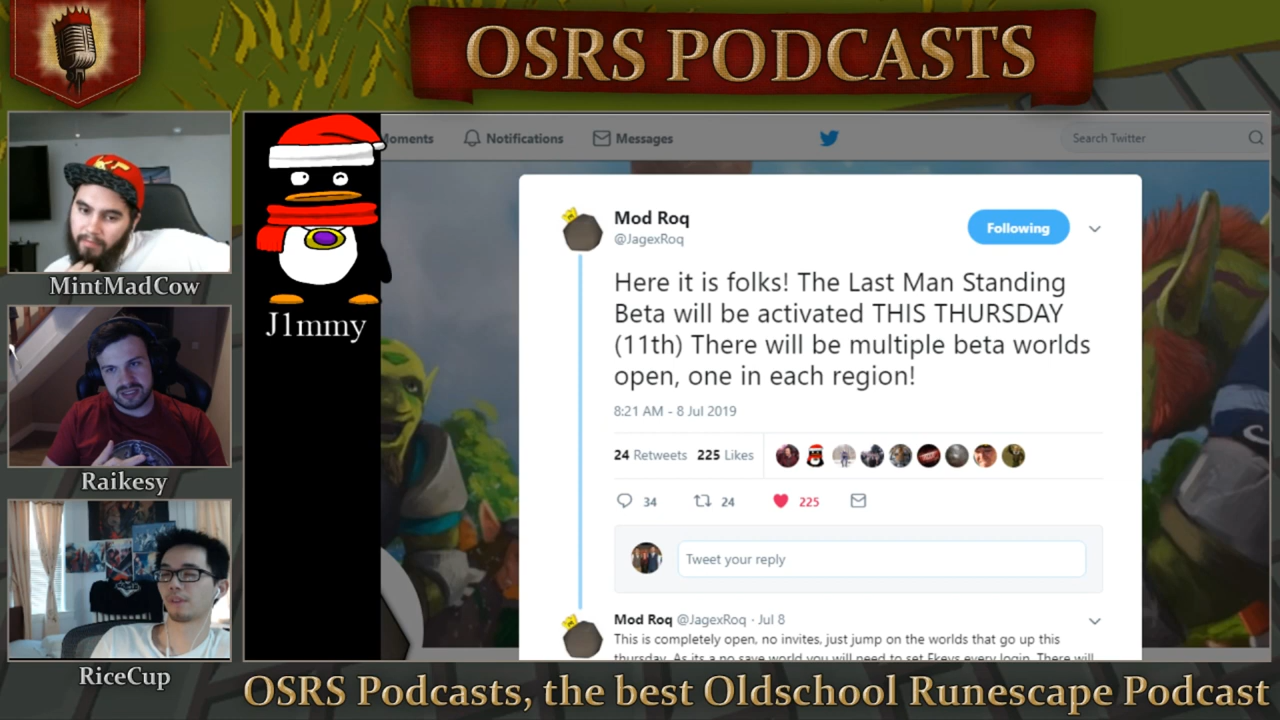 OSRS PODCASTS
MintMadCow
Raikesy
RiceCup
J1mmy
Moments
Notifications
Messages
Search Twitter
Mod Roq
@JagexRoq
Following
Here it is folks! The Last Man Standing
Beta will be activated THIS THURSDAY
(11th) There will be multiple beta worlds
open, one in each region!
8:21 AM - 8 Jul 2019
24 Retweets 225 Likes
34 24 225
Tweet your reply
Mod Roq @JagexRoq · Jul 8
This is completely open, no invites, just jump on the worlds that go up this
thursday. As its a no save world you will need to set Fkeys every login. There will
OSRS Podcasts, the best Oldschool Runescape Podcast